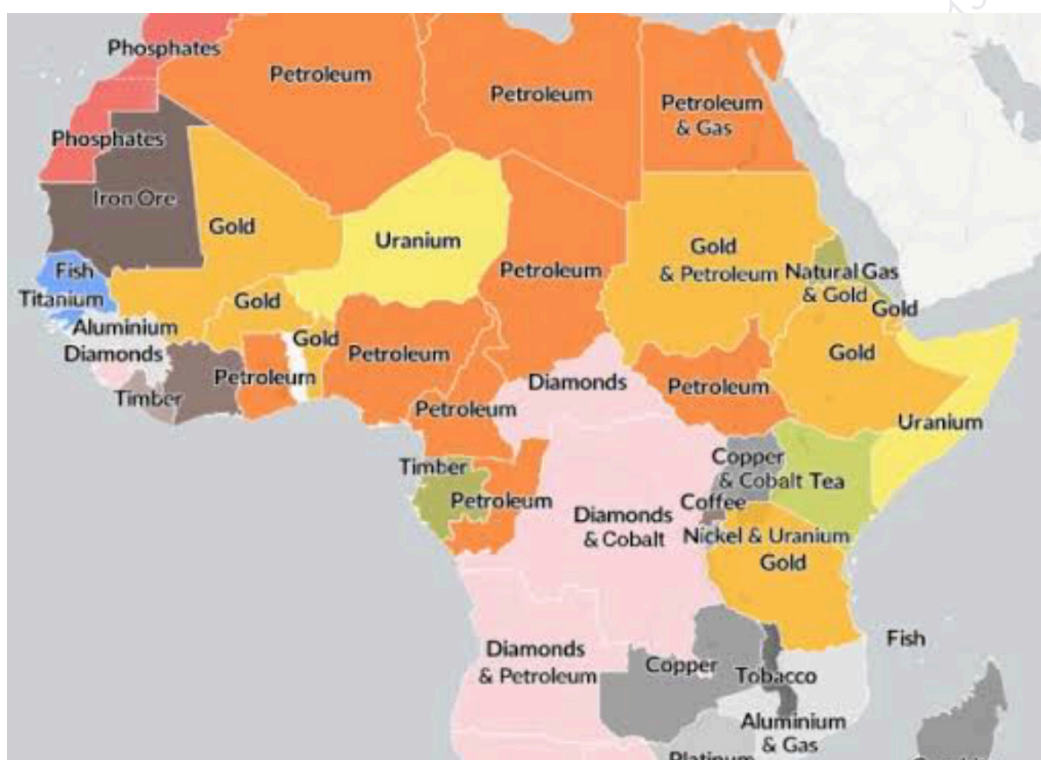 Phosphates
Petroleum
Petroleum
Petroleum
& Gas
Phosphates
Iron Ore
Gold
Uranium
Petroleum
Gold
& Petroleum
Natural Gas
& Gold
Gold
Fish
Titanium
Gold
Aluminium
Diamonds
Gold
Petroleum
Gold
Petroleum
Timber
Diamonds
Petroleum
Petroleum
Uranium
Timber
Petroleum
Copper
& Cobalt
Tea
Coffee
Diamonds
& Cobalt
Nickel & Uranium
Gold
Fish
Diamonds
& Petroleum
Copper
Tobacco
Aluminium
& Gas
Platinum